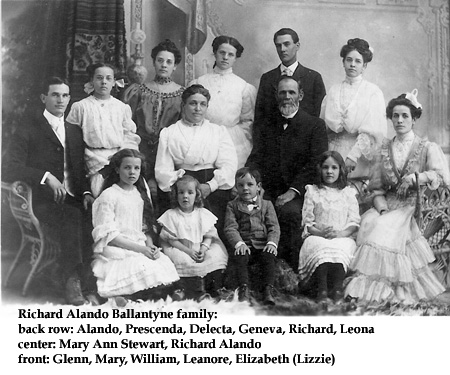 Richard Alando Ballantyne family:
back row: Alando, Prescenda, Delecta, Geneva, Richard, Leona
center: Mary Ann Stewart, Richard Alando
front: Glenn, Mary, William, Leanore, Elizabeth (Lizzie)